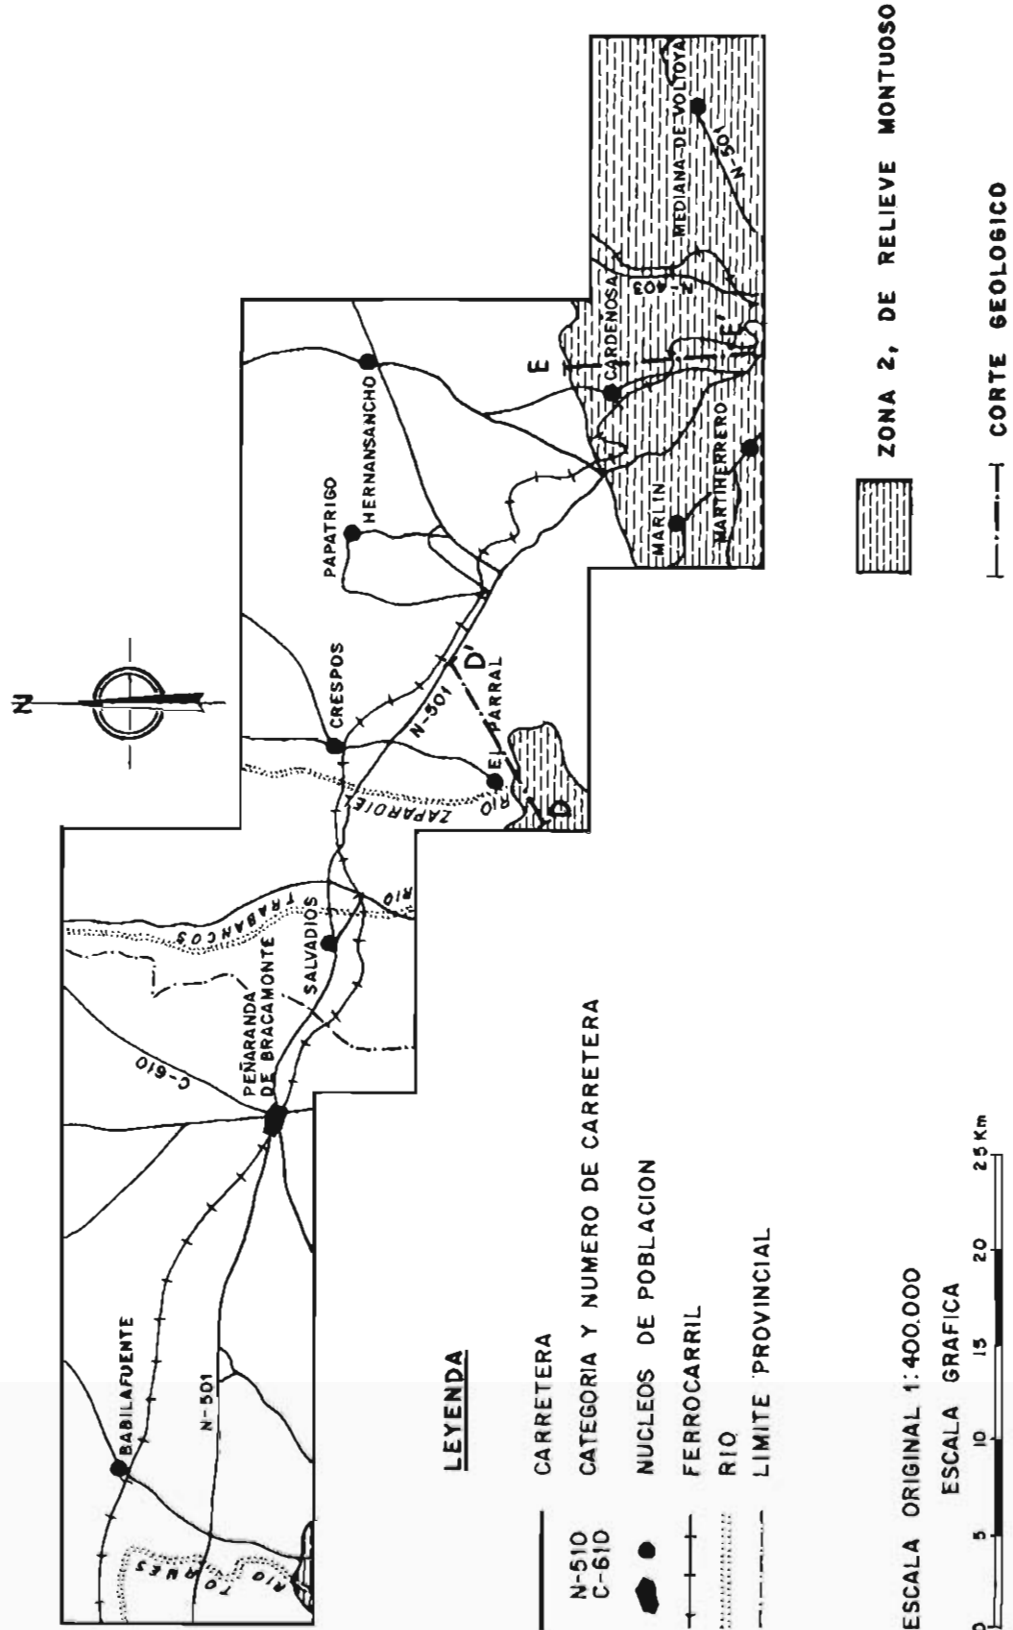 N
BABILAFUENTE
N-501
RIO
TORMES
C-610
PEÑARANDA
DE BRACAMONTE
SALVADIOS
RIO
TRABANCOS
CRESPOS
RIO
ZAPARDIEL
N-501
EL PARRAL
D
D'
PAPATRIGO
HERNANSANCHO
E
CARDEÑOSA
N-403
E'
MARLIN
MARTIHERRERO
MEDIANA DE VOLTOYA
N-501
LEYENDA
CARRETERA
N-510
C-610
CATEGORIA Y NUMERO DE CARRETERA
NUCLEOS DE POBLACION
FERROCARRIL
RIO
LIMITE PROVINCIAL
ZONA 2, DE RELIEVE MONTUOSO
CORTE GEOLOGICO
ESCALA ORIGINAL 1:400.000
ESCALA GRAFICA
0 5 10 15 20 25 Km